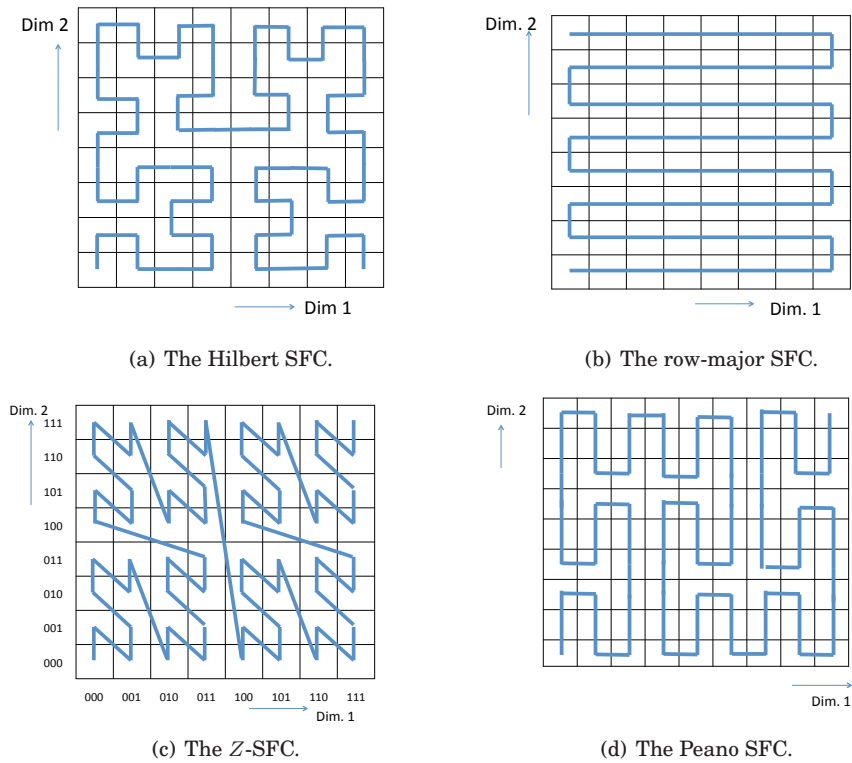 Dim 2
Dim 1
(a) The Hilbert SFC.
Dim. 2
Dim. 1
(b) The row-major SFC.
Dim. 2
111
110
101
100
011
010
001
000
000 001 010 011 100 101 110 111
Dim. 1
(c) The Z-SFC.
Dim. 2
Dim. 1
(d) The Peano SFC.